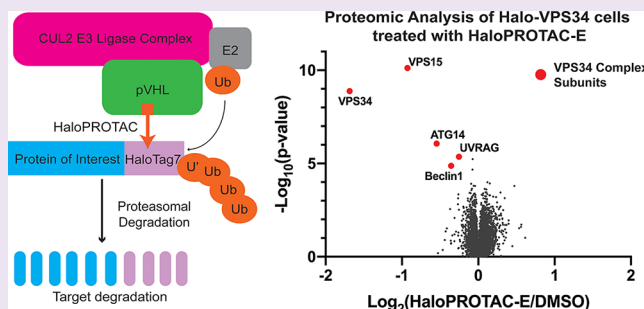 CUL2 E3 Ligase Complex
E2
Ub
pVHL
HaloPROTAC
Protein of Interest
HaloTag7
U'
Ub
Ub
Ub
Proteasomal
Degradation
Target degradation
Proteomic Analysis of Halo-VPS34 cells
treated with HaloPROTAC-E
-Log10(p-value)
15
10
5
0
-2
-1
0
1
2
Log2(HaloPROTAC-E/DMSO)
VPS15
VPS34
ATG14
UVRAG
Beclin1
VPS34 Complex
Subunits